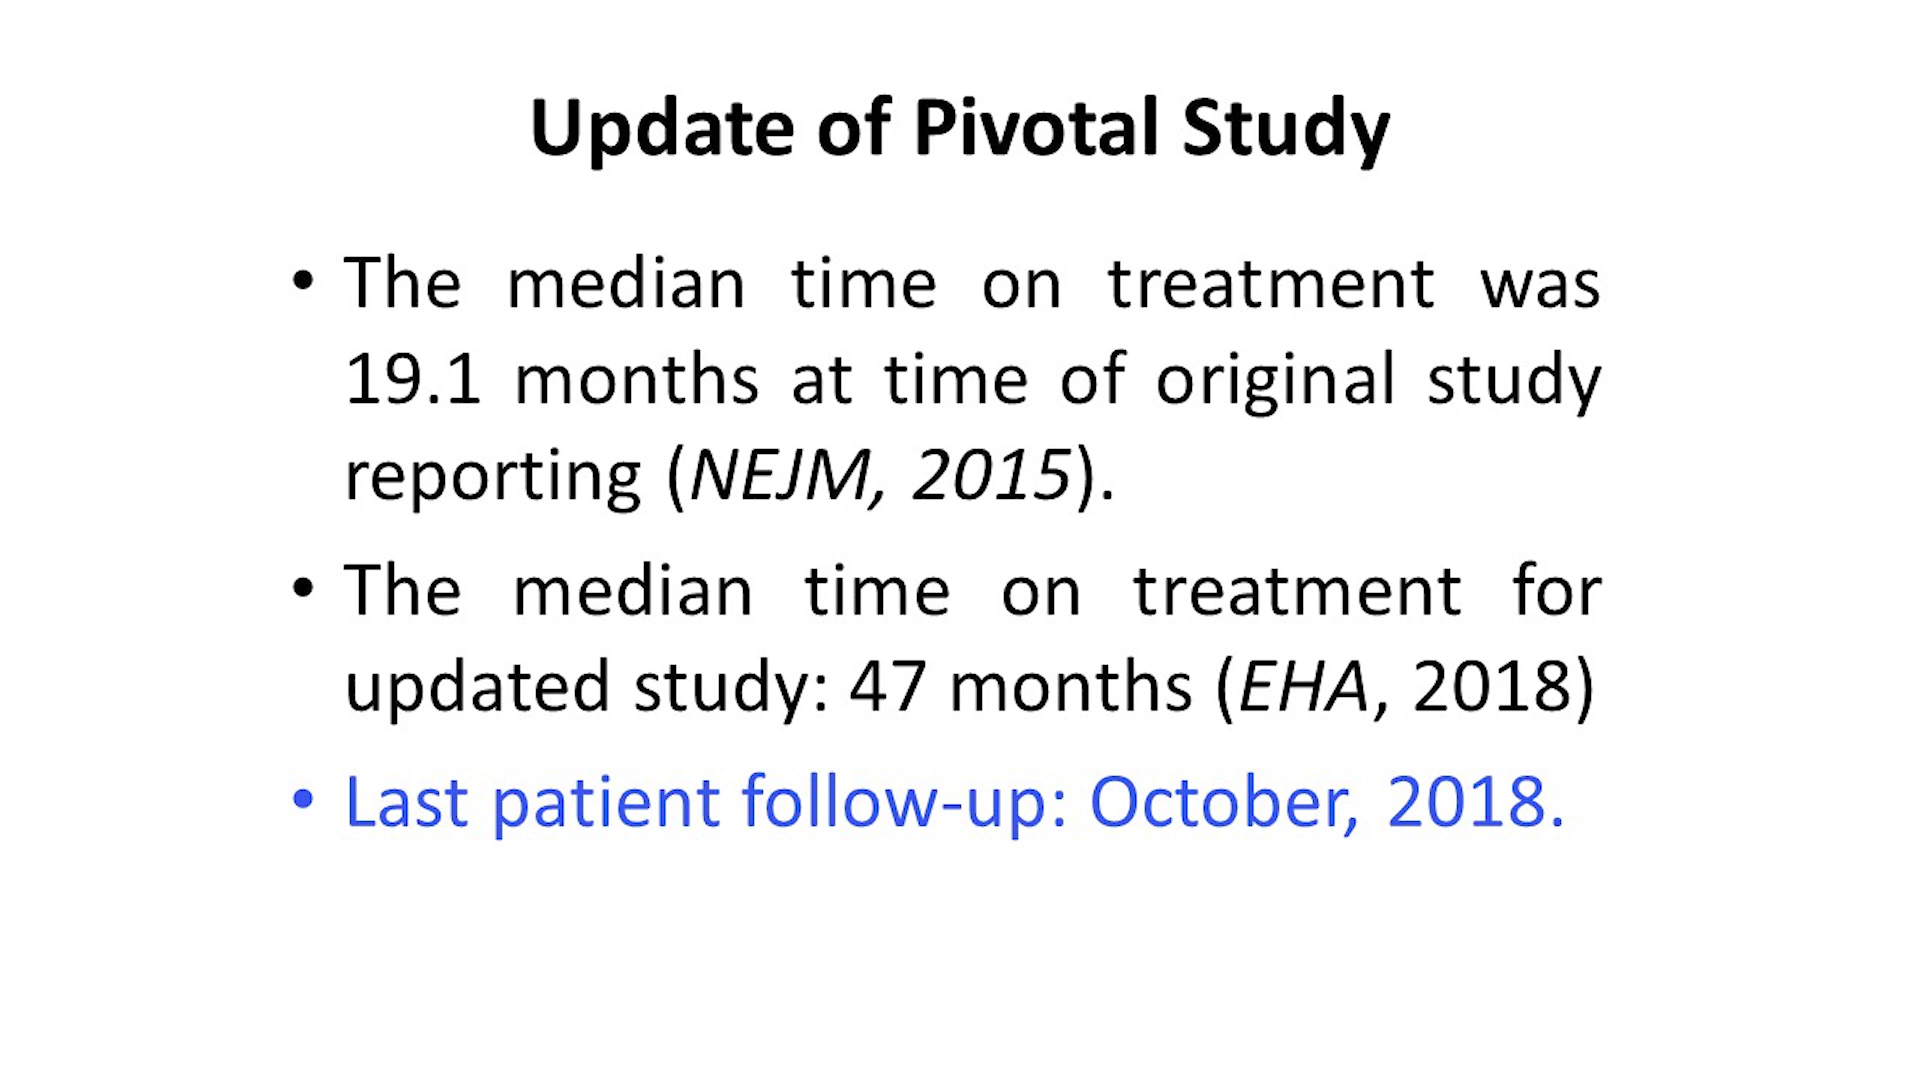 Update of Pivotal Study
• The median time on treatment was
19.1 months at time of original study
reporting (NEJM, 2015).
• The median time on treatment for
updated study: 47 months (EHA, 2018)
• Last patient follow-up: October, 2018.